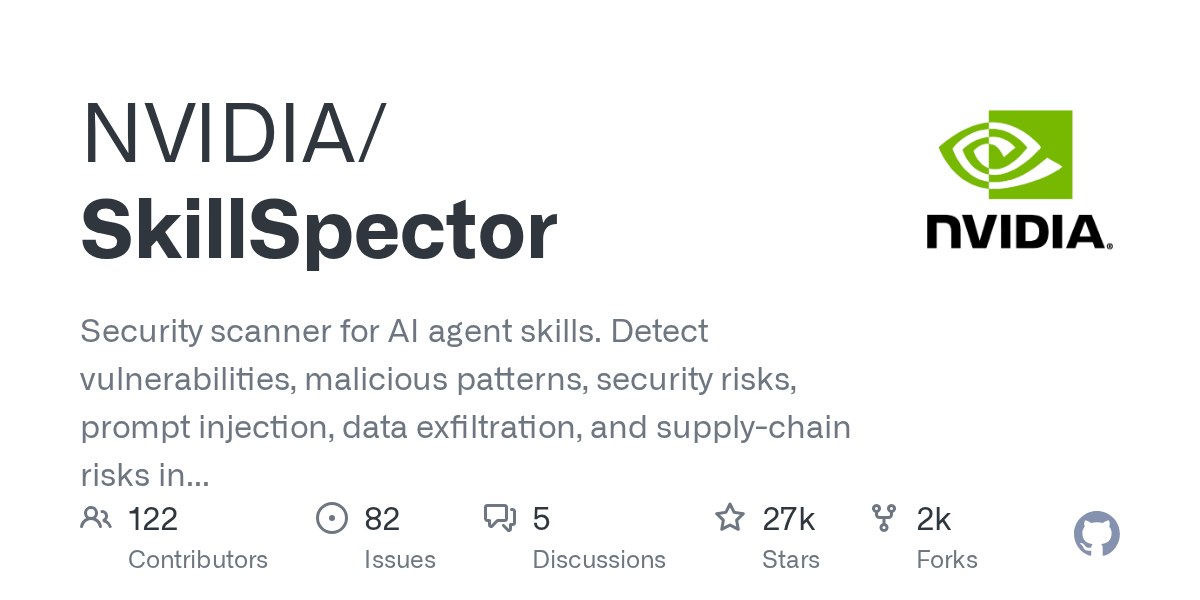 NVIDIA/
SkillSpector
NVIDIA®
Security scanner for AI agent skills. Detect
vulnerabilities, malicious patterns, security risks,
prompt injection, data exfiltration, and supply-chain
risks in...
122
Contributors
82
Issues
5
Discussions
27k
Stars
2k
Forks